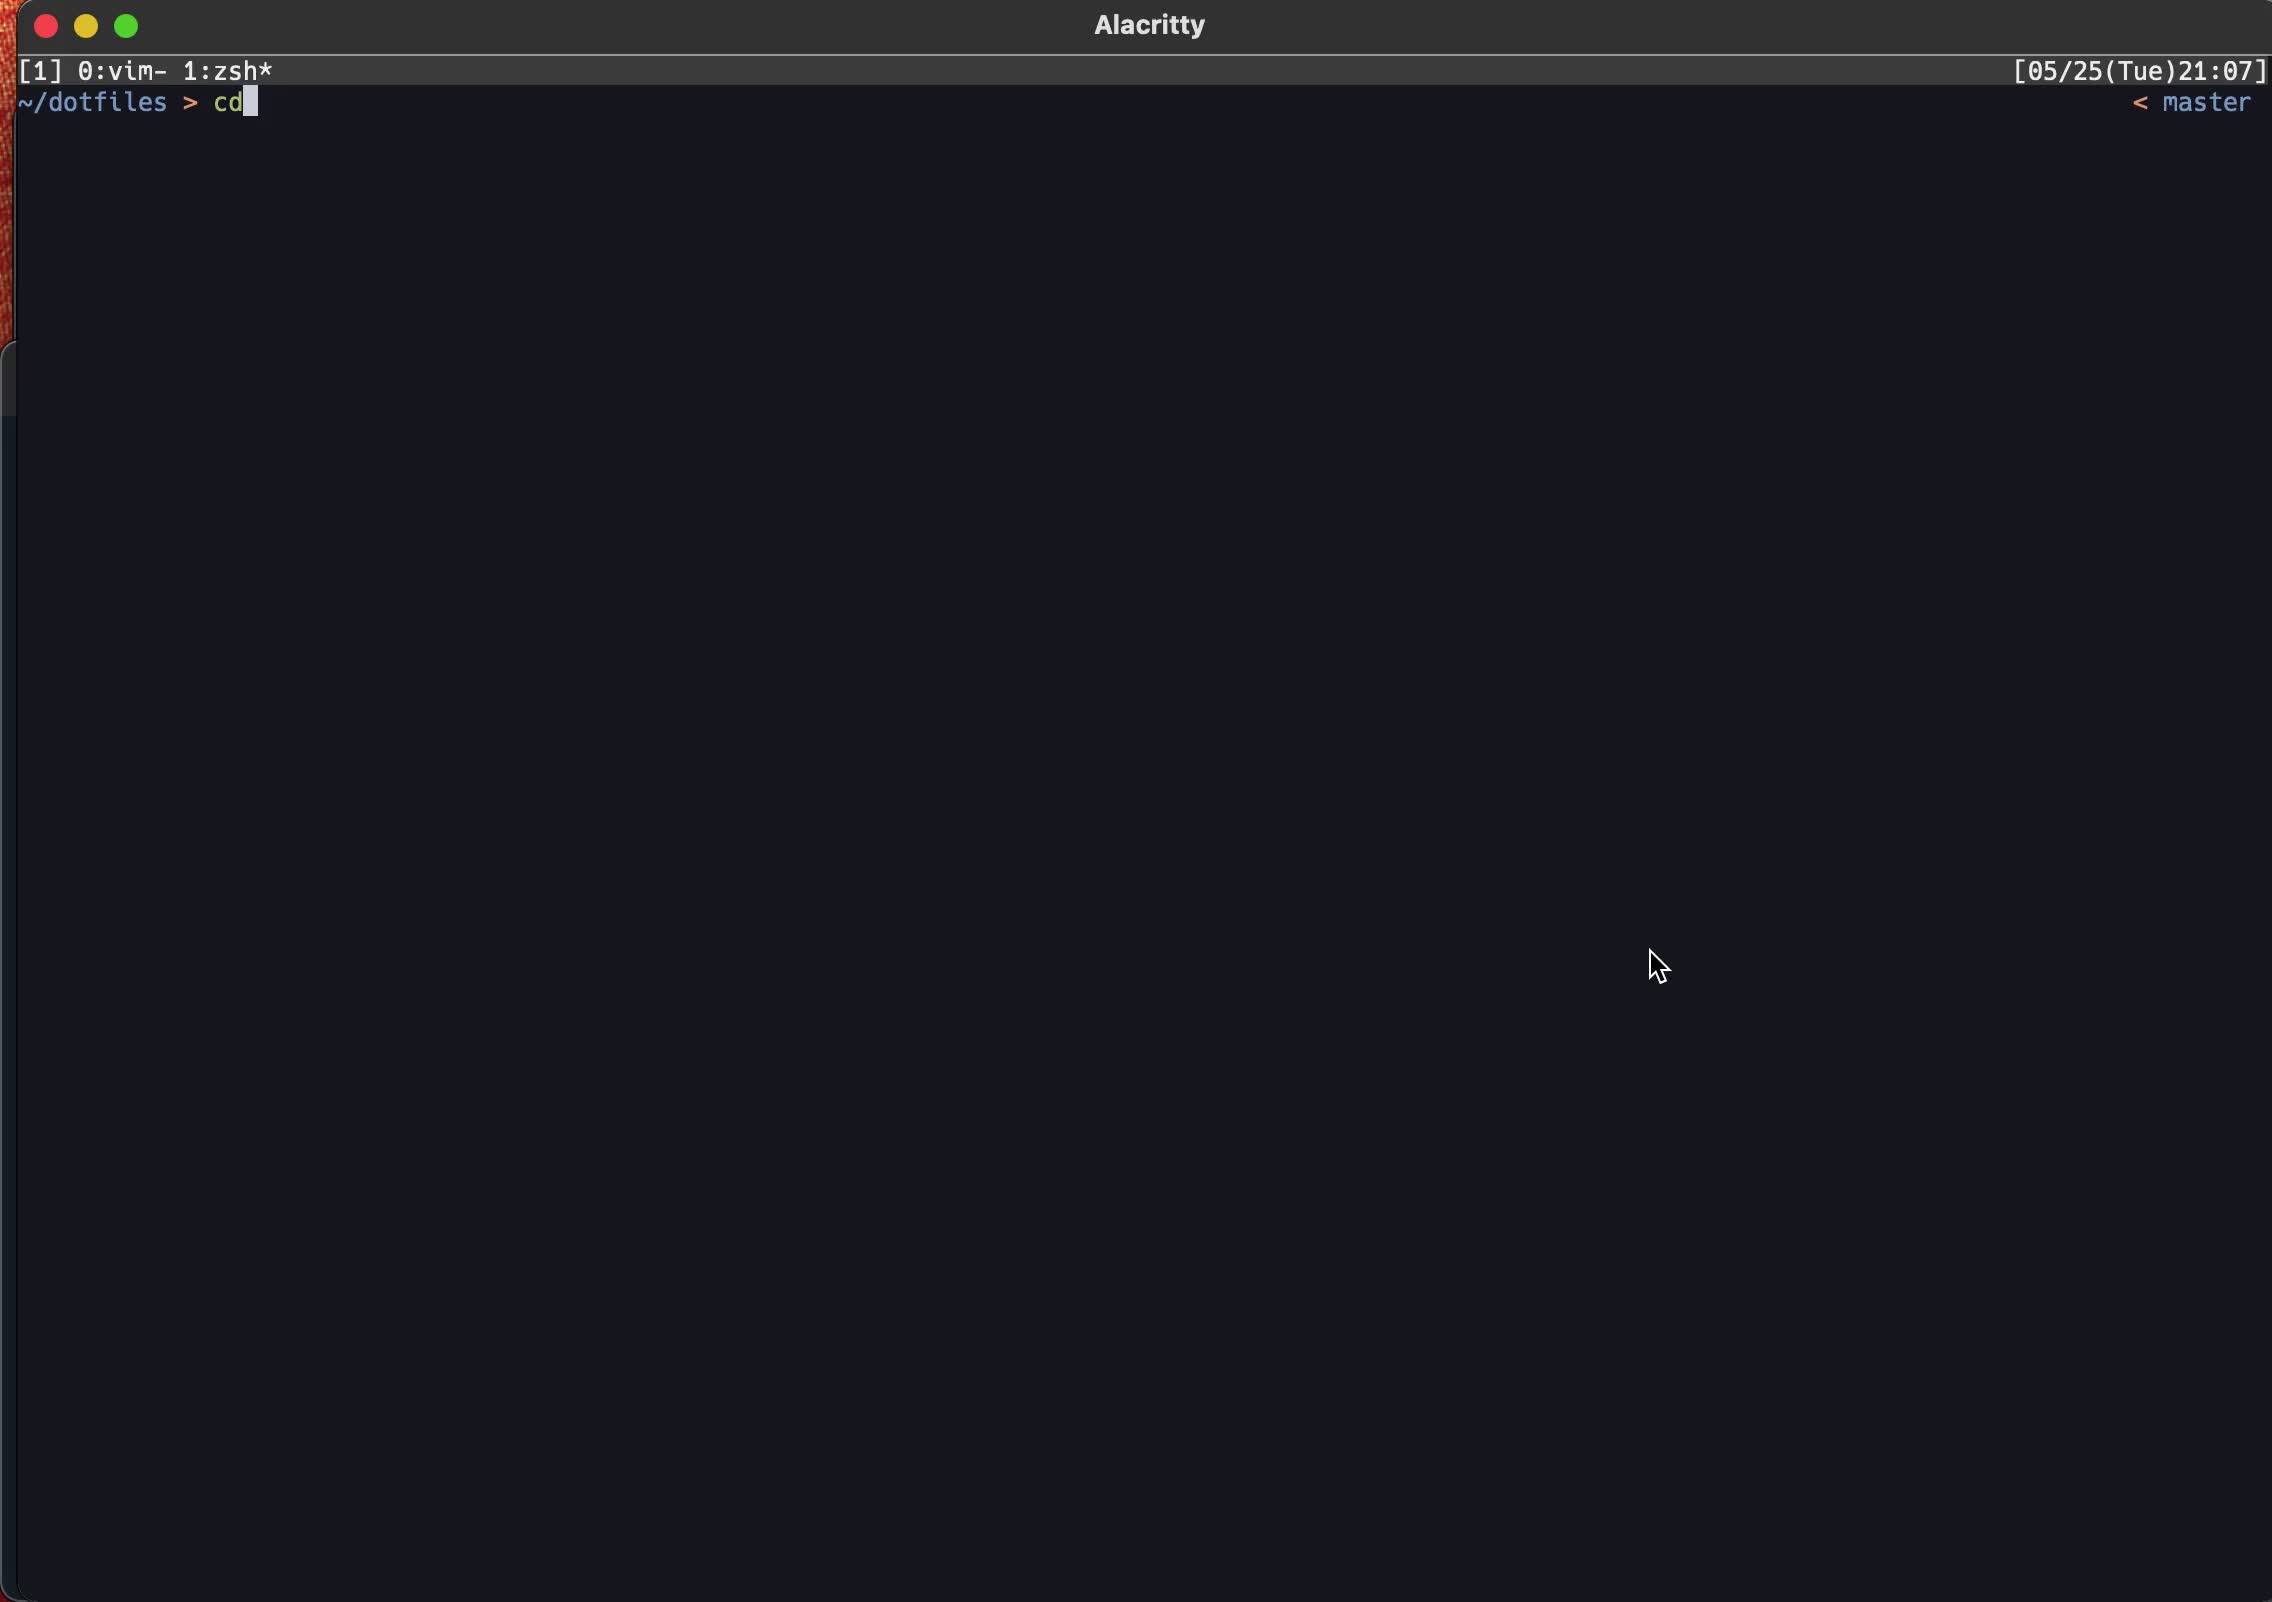 Alacritty
[1] 0:vim- 1:zsh* [05/25(Tue)21:07]
~/dotfiles > cd < master